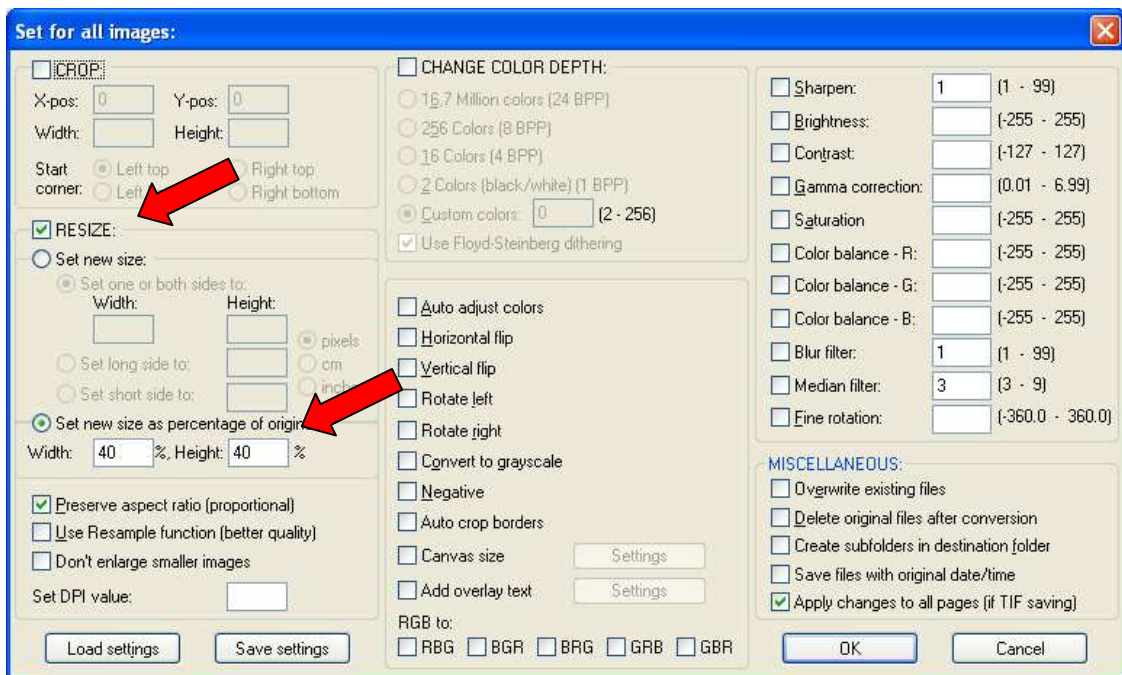 Set for all images:
CROP:
X-pos: 0 Y-pos: 0
Width: Height:
Start corner:
Left top Right top
Left Right bottom
RESIZE:
Set new size:
Set one or both sides to:
Width: Height:
pixels
Set long side to: cm
Set short side to:
Set new size as percentage of
Width: 40 %, Height: 40 %
Preserve aspect ratio (proportional)
Use Resample function (better quality)
Don't enlarge smaller images
Set DPI value:
Load settings Save settings
CHANGE COLOR DEPTH:
16,7 Million colors (24 BPP)
256 Colors (8 BPP)
16 Colors (4 BPP)
2 Colors (black/white) (1 BPP)
Custom colors: 0 (2 - 256)
Use Floyd-Steinberg dithering
Auto adjust colors
Horizontal flip
Vertical flip
Rotate left
Rotate right
Convert to grayscale
Negative
Auto crop borders
Canvas size Settings
Add overlay text Settings
RGB to:
RBG BGR BRG GRB GBR
Sharpen: 1 (1 - 99)
Brightness: (-255 - 255)
Contrast: (-127 - 127)
Gamma correction: (0.01 - 6.99)
Saturation (-255 - 255)
Color balance - R: (-255 - 255)
Color balance - G: (-255 - 255)
Color balance - B: (-255 - 255)
Blur filter: 1 (1 - 99)
Median filter: 3 (3 - 9)
Fine rotation: (-360.0 - 360.0)
MISCELLANEOUS:
Overwrite existing files
Delete original files after conversion
Create subfolders in destination folder
Save files with original date/time
Apply changes to all pages (if TIF saving)
OK Cancel